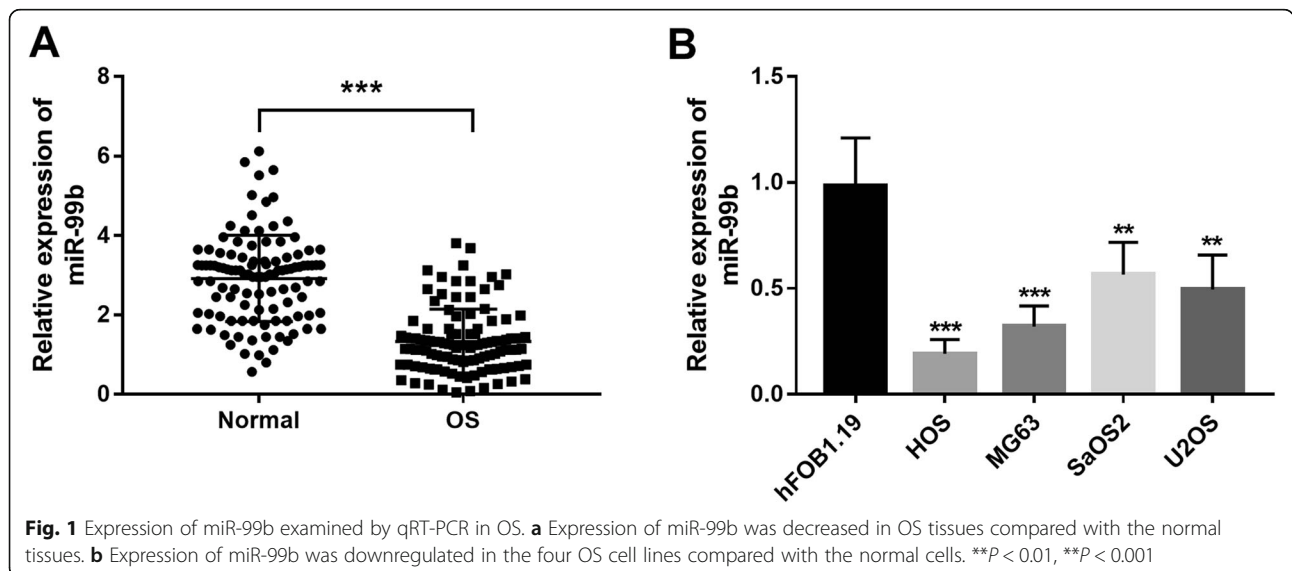 A
Relative expression of
miR-99b
8
6
4
2
0
***
Normal
OS
B
Relative expression of
miR-99b
1.5
1.0
0.5
0.0
***
***
**
**
hFOB1.19
HOS
MG63
SaOS2
U2OS
Fig. 1 Expression of miR-99b examined by qRT-PCR in OS. a Expression of miR-99b was decreased in OS tissues compared with the normal
tissues. b Expression of miR-99b was downregulated in the four OS cell lines compared with the normal cells. **P < 0.01, **P < 0.001